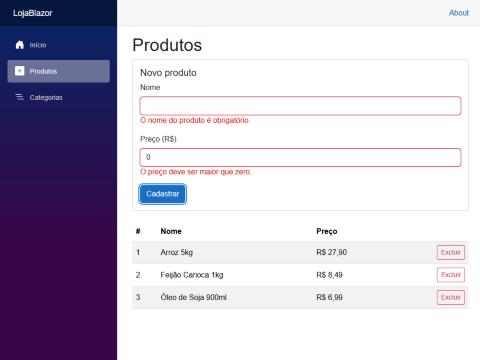 LojaBlazor
About
Início
Produtos
Categorias
Produtos
Novo produto
Nome
O nome do produto é obrigatório.
Preço (R$)
0
O preço deve ser maior que zero.
Cadastrar
# Nome Preço
1 Arroz 5kg R$ 27,90 Excluir
2 Feijão Carioca 1kg R$ 8,49 Excluir
3 Óleo de Soja 900ml R$ 6,99 Excluir